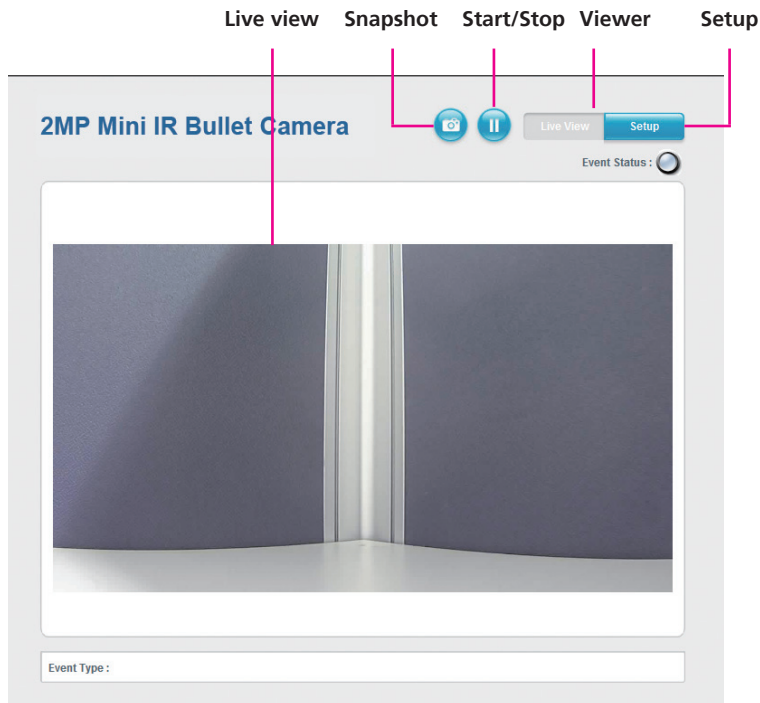 Live view Snapshot Start/Stop Viewer Setup
2MP Mini IR Bullet Camera
Live View Setup
Event Status :
Event Type :